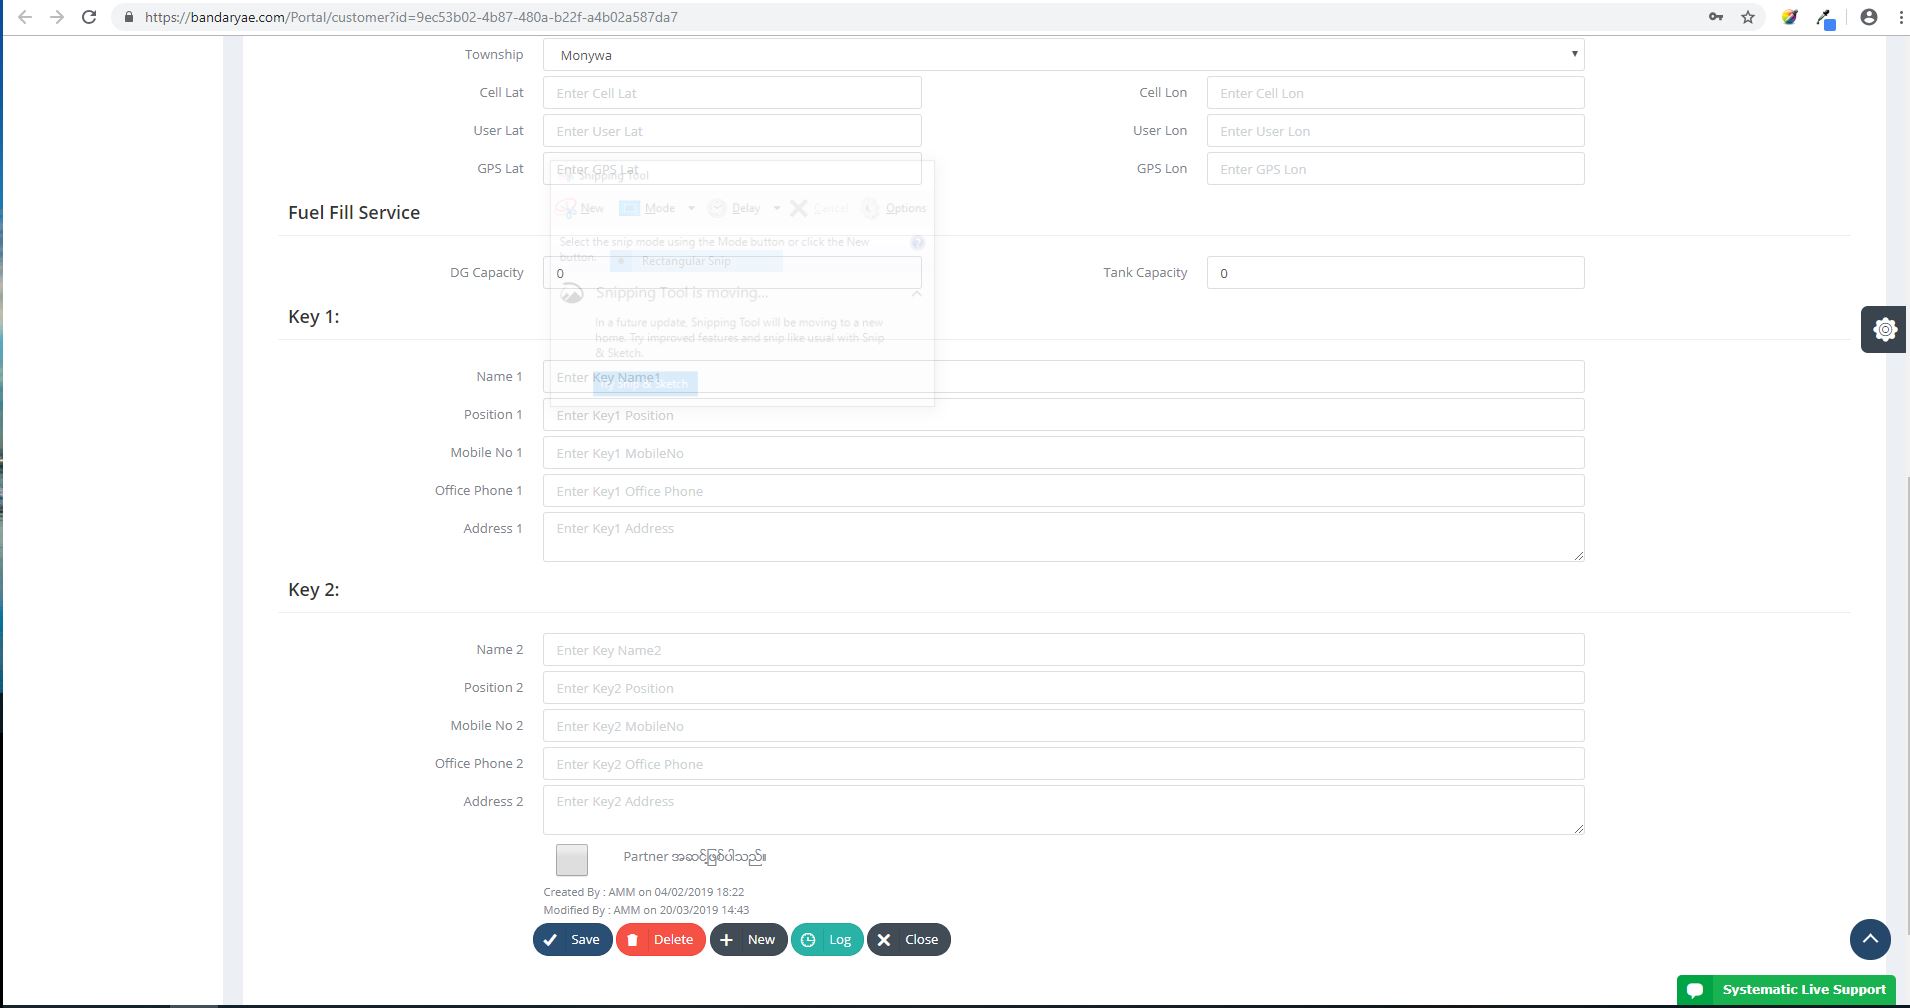 https://bandaryae.com/Portal/customer?id=9ec53b02-4b87-480a-b22f-a4b02a587da7
Township Monywa
Cell Lat Enter Cell Lat Cell Lon Enter Cell Lon
User Lat Enter User Lat User Lon Enter User Lon
GPS Lat Enter GPS Lat GPS Lon Enter GPS Lon
Snipping Tool
New Mode Delay Cancel Options
Fuel Fill Service
Select the snip mode using the Mode button or click the New
button.
Rectangular Snip
DG Capacity 0 Tank Capacity 0
Snipping Tool is moving...
Key 1:
In a future update, Snipping Tool will be moving to a new
home. Try improved features and snip like usual with Snip
& Sketch.
Name 1 Enter Key Name1
Try Snip & Sketch
Position 1 Enter Key1 Position
Mobile No 1 Enter Key1 MobileNo
Office Phone 1 Enter Key1 Office Phone
Address 1 Enter Key1 Address
Key 2:
Name 2 Enter Key Name2
Position 2 Enter Key2 Position
Mobile No 2 Enter Key2 MobileNo
Office Phone 2 Enter Key2 Office Phone
Address 2 Enter Key2 Address
Partner အဆင့်ဖြစ်ပါသည်။
Created By : AMM on 04/02/2019 18:22
Modified By : AMM on 20/03/2019 14:43
Save Delete New Log Close
Systematic Live Support